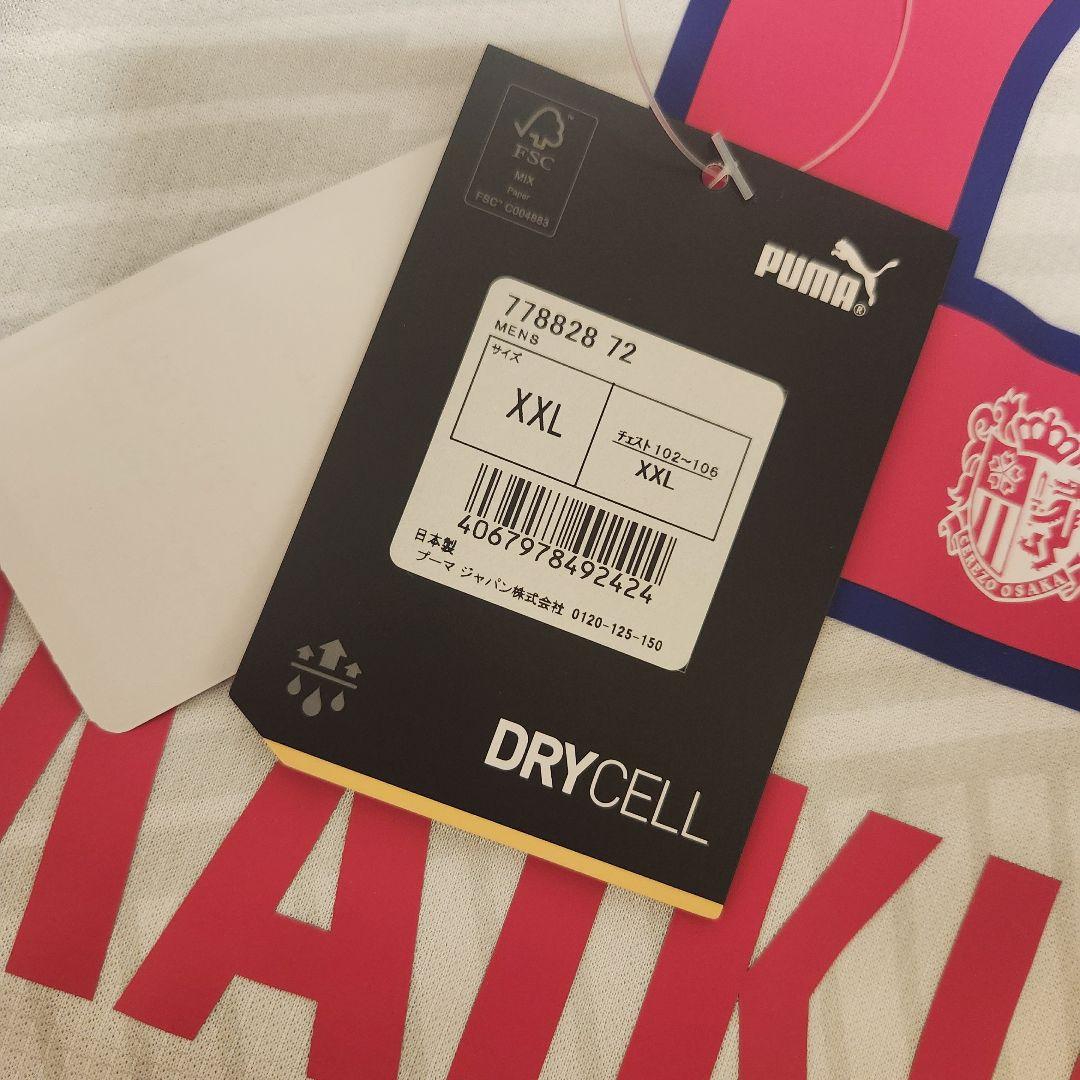 FSC™
MIX
Paper
FSC™ C004883
PUMA®
778828 72
MENS
サイズ
XXL
チェスト102~106
XXL
4067978492424
日本製
プーマ ジャパン株式会社 0120-125-150
DRYCELL
CEREZO OSAKA